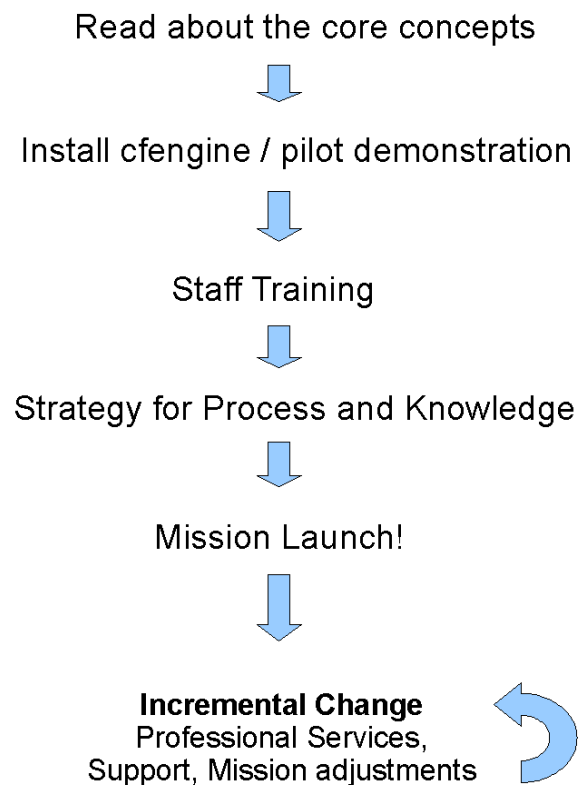 Read about the core concepts
Install cfengine / pilot demonstration
Staff Training
Strategy for Process and Knowledge
Mission Launch!
Incremental Change
Professional Services,
Support, Mission adjustments